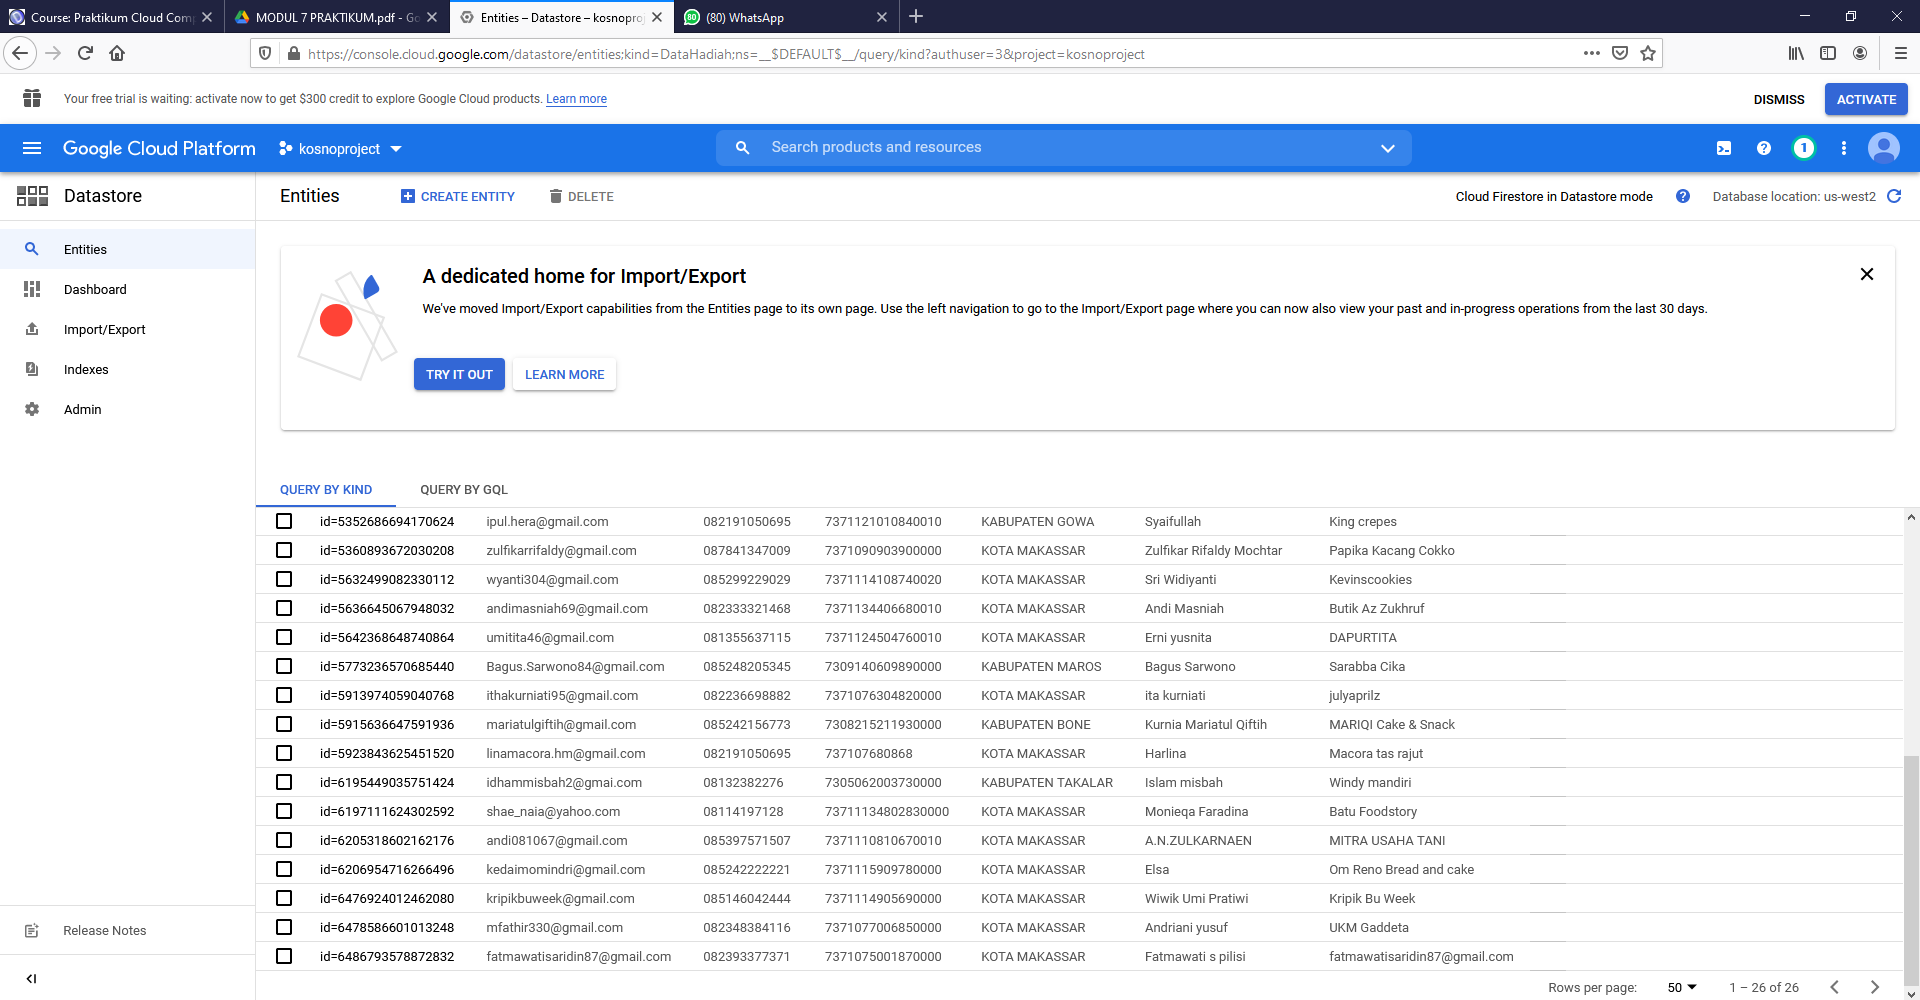 Course: Praktikum Cloud Comp
MODUL 7 PRAKTIKUM.pdf - Go
Entities – Datastore – kosnoproj
(80) WhatsApp
https://console.cloud.google.com/datastore/entities;kind=DataHadiah;ns=__$DEFAULT$__/query/kind?authuser=3&project=kosnoproject
Your free trial is waiting: activate now to get $300 credit to explore Google Cloud products. Learn more
DISMISS
ACTIVATE
Google Cloud Platform
kosnoproject
Search products and resources
1
Datastore
Entities
CREATE ENTITY
DELETE
Cloud Firestore in Datastore mode
Database location: us-west2
Entities
Dashboard
Import/Export
Indexes
Admin
Release Notes
A dedicated home for Import/Export
We've moved Import/Export capabilities from the Entities page to its own page. Use the left navigation to go to the Import/Export page where you can now also view your past and in-progress operations from the last 30 days.
TRY IT OUT
LEARN MORE
QUERY BY KIND
QUERY BY GQL
id=5352686694170624 ipul.hera@gmail.com 082191050695 7371121010840010 KABUPATEN GOWA Syaifullah King crepes
id=5360893672030208 zulfikarrifaldy@gmail.com 087841347009 7371090903900000 KOTA MAKASSAR Zulfikar Rifaldy Mochtar Papika Kacang Cokko
id=5632499082330112 wyanti304@gmail.com 085299229029 7371114108740020 KOTA MAKASSAR Sri Widiyanti Kevinscookies
id=5636645067948032 andimasniah69@gmail.com 082333321468 7371134406680010 KOTA MAKASSAR Andi Masniah Butik Az Zukhruf
id=5642368648740864 umitita46@gmail.com 081355637115 7371124504760010 KOTA MAKASSAR Erni yusnita DAPURTITA
id=5773236570685440 Bagus.Sarwono84@gmail.com 085248205345 7309140609890000 KABUPATEN MAROS Bagus Sarwono Sarabba Cika
id=5913974059040768 ithakurniati95@gmail.com 082236698882 7371076304820000 KOTA MAKASSAR ita kurniati julyaprilz
id=5915636647591936 mariatulgiftih@gmail.com 085242156773 7308215211930000 KABUPATEN BONE Kurnia Mariatul Qiftih MARIQI Cake & Snack
id=5923843625451520 linamacora.hm@gmail.com 082191050695 737107680868 KOTA MAKASSAR Harlina Macora tas rajut
id=6195449035751424 idhammisbah2@gmai.com 08132382276 7305062003730000 KABUPATEN TAKALAR Islam misbah Windy mandiri
id=6197111624302592 shae_naia@yahoo.com 08114197128 73711134802830000 KOTA MAKASSAR Monieqa Faradina Batu Foodstory
id=6205318602162176 andi081067@gmail.com 085397571507 7371110810670010 KOTA MAKASSAR A.N.ZULKARNAEN MITRA USAHA TANI
id=6206954716266496 kedaimomindri@gmail.com 085242222221 7371115909780000 KOTA MAKASSAR Elsa Om Reno Bread and cake
id=6476924012462080 kripikbuweek@gmail.com 085146042444 7371114905690000 KOTA MAKASSAR Wiwik Umi Pratiwi Kripik Bu Week
id=6478586601013248 mfathir330@gmail.com 082348384116 7371077006850000 KOTA MAKASSAR Andriani yusuf UKM Gaddeta
id=6486793578872832 fatmawatisaridin87@gmail.com 082393377371 7371075001870000 KOTA MAKASSAR Fatmawati s pilisi fatmawatisaridin87@gmail.com
Rows per page: 50 1 – 26 of 26